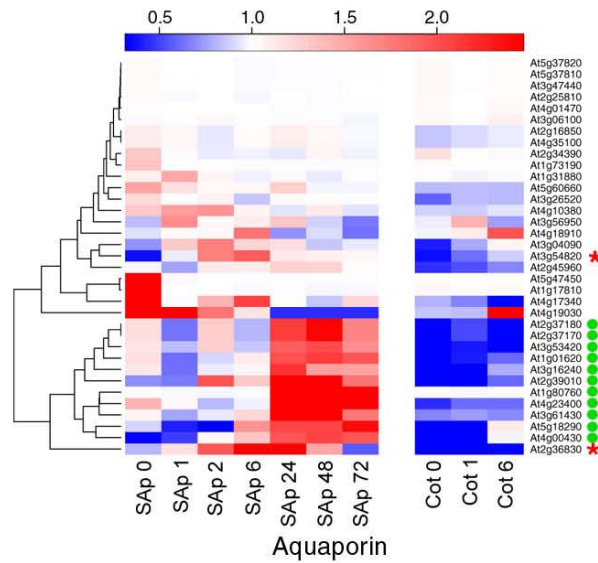 0.5 1.0 1.5 2.0
At5g37820
At5g37810
At3g47440
At2g25810
At4g01470
At3g06100
At2g16850
At4g35100
At2g34390
At1g73190
At1g31880
At5g60660
At3g26520
At4g10380
At3g56950
At4g18910
At3g04090
At3g54820
At2g45960
At5g47450
At1g17810
At4g17340
At4g19030
At2g37180
At2g37170
At3g53420
At1g01620
At3g16240
At2g39010
At1g80760
At4g23400
At3g61430
At5g18290
At4g00430
At2g36830
SAp 0 SAp 1 SAp 2 SAp 6 SAp 24 SAp 48 SAp 72 Cot 0 Cot 1 Cot 6
Aquaporin